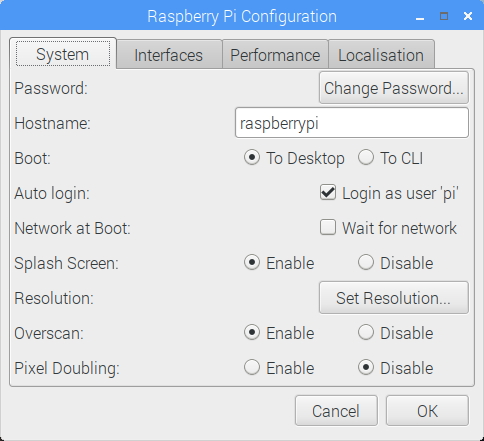 Raspberry Pi Configuration
System Interfaces Performance Localisation
Password: Change Password...
Hostname: raspberrypi
Boot: To Desktop To CLI
Auto login: Login as user 'pi'
Network at Boot: Wait for network
Splash Screen: Enable Disable
Resolution: Set Resolution...
Overscan: Enable Disable
Pixel Doubling: Enable Disable
Cancel OK